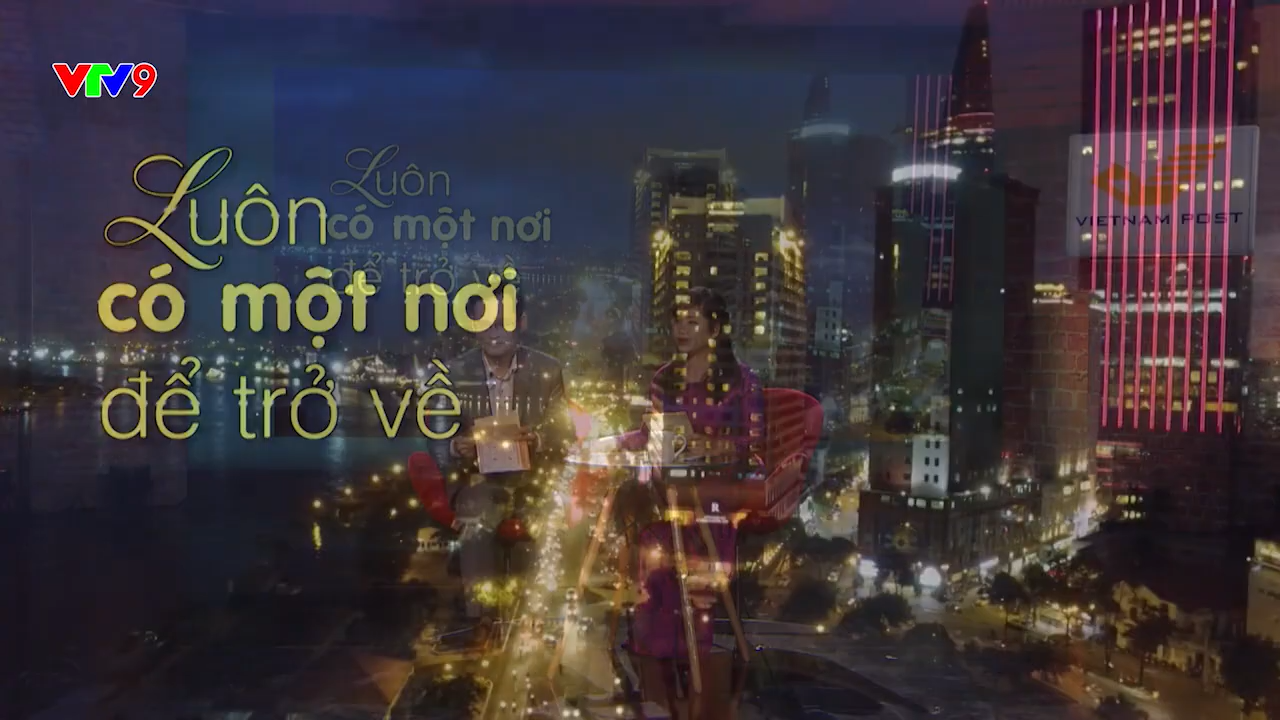 VTV9
Luôn
có một nơi
để trở về
Luôn
có một nơi
để trở về
VIETNAM POST
R